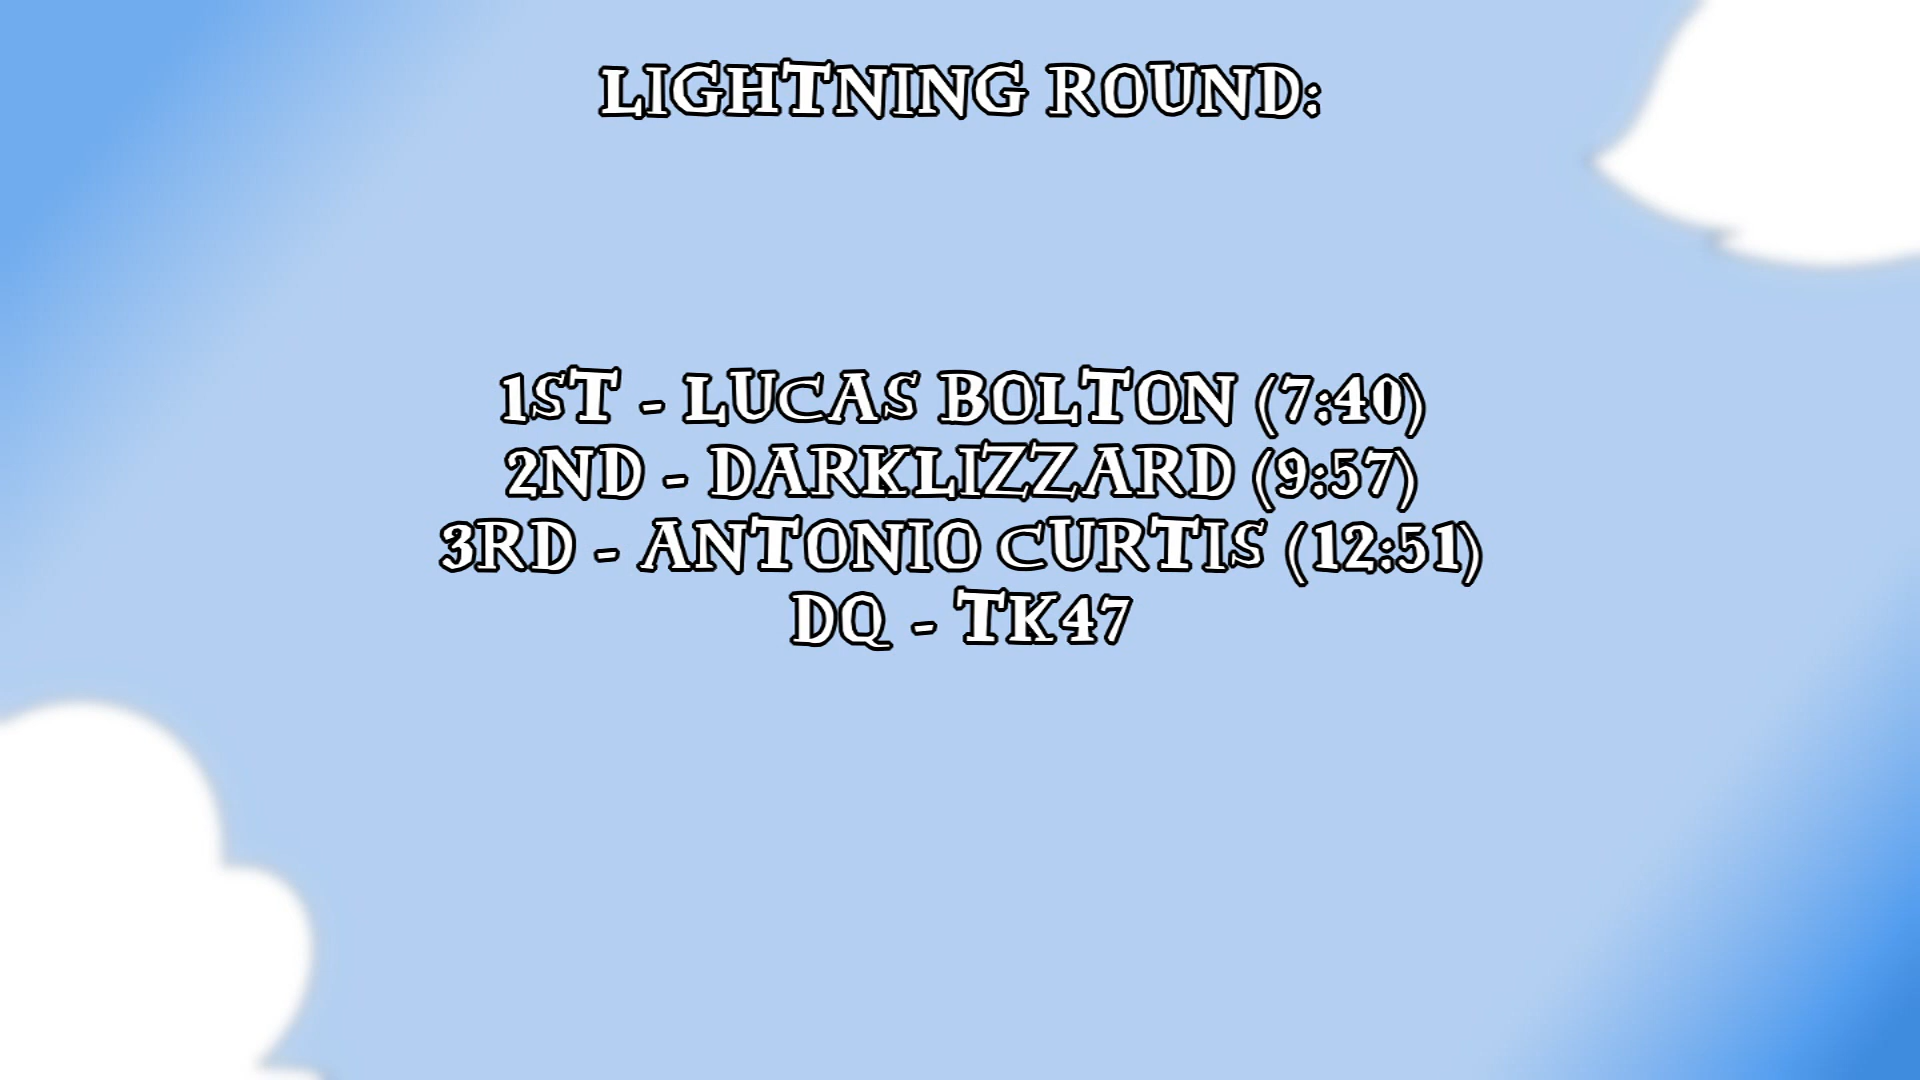 LIGHTNING ROUND:
1ST - LUCAS BOLTON (7:40)
2ND - DARKLIZZARD (9:57)
3RD - ANTONIO CURTIS (12:51)
DQ - TK47